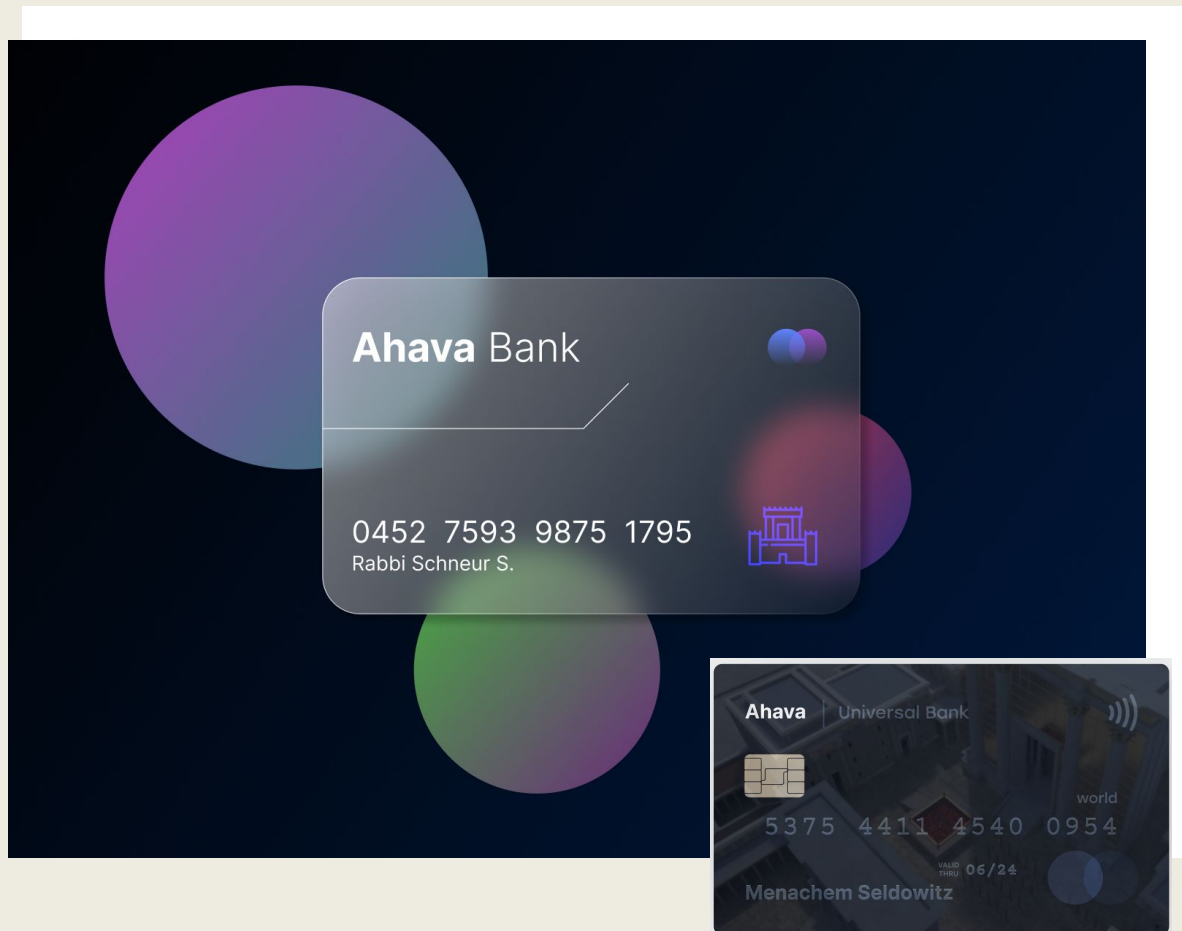 Ahava Bank
0452 7593 9875 1795
Rabbi Schneur S.
Ahava | Universal Bank
world
5375 4411 4540 0954
VALID THRU 06/24
Menachem Seldowitz